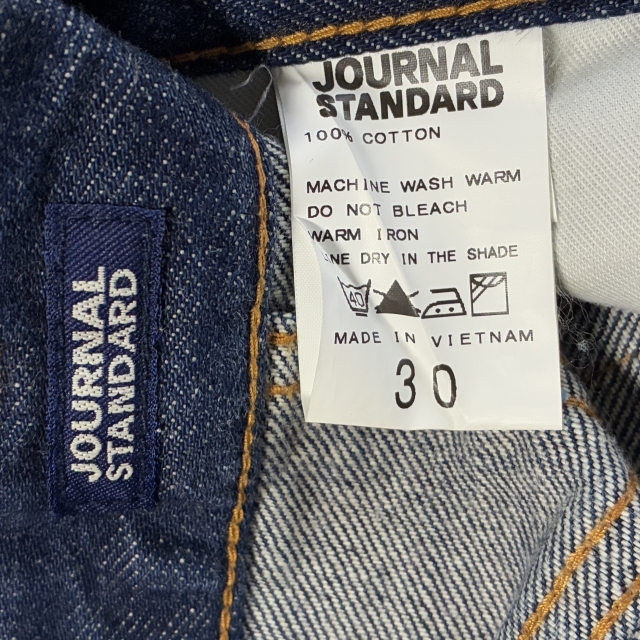 JOURNAL
STANDARD
100% COTTON
MACHINE WASH WARM
DO NOT BLEACH
WARM IRON
LINE DRY IN THE SHADE
40
MADE IN VIETNAM
30
JOURNAL
STANDARD